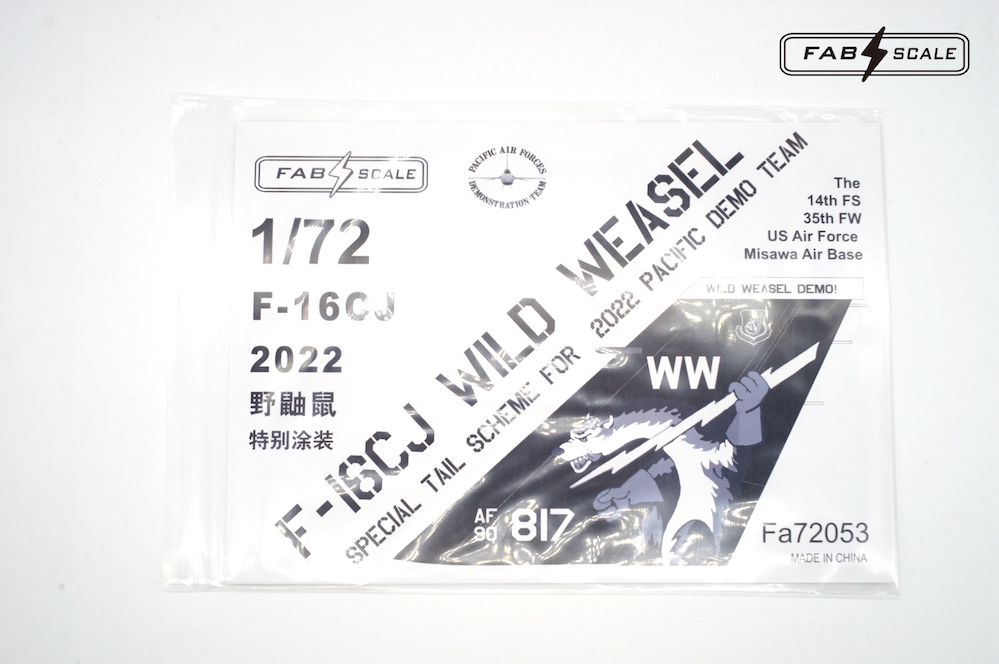 FAB SCALE
FAB SCALE
PACIFIC AIR FORCES
DEMONSTRATION TEAM
1/72
F-16CJ
2022
野鼬鼠
特别涂装
F-16CJ WILD WEASEL
SPECIAL TAIL SCHEME FOR 2022 PACIFIC DEMO TEAM
The
14th FS
35th FW
US Air Force
Misawa Air Base
WILD WEASEL DEMO!
WW
AF
90
817
Fa72053
MADE IN CHINA